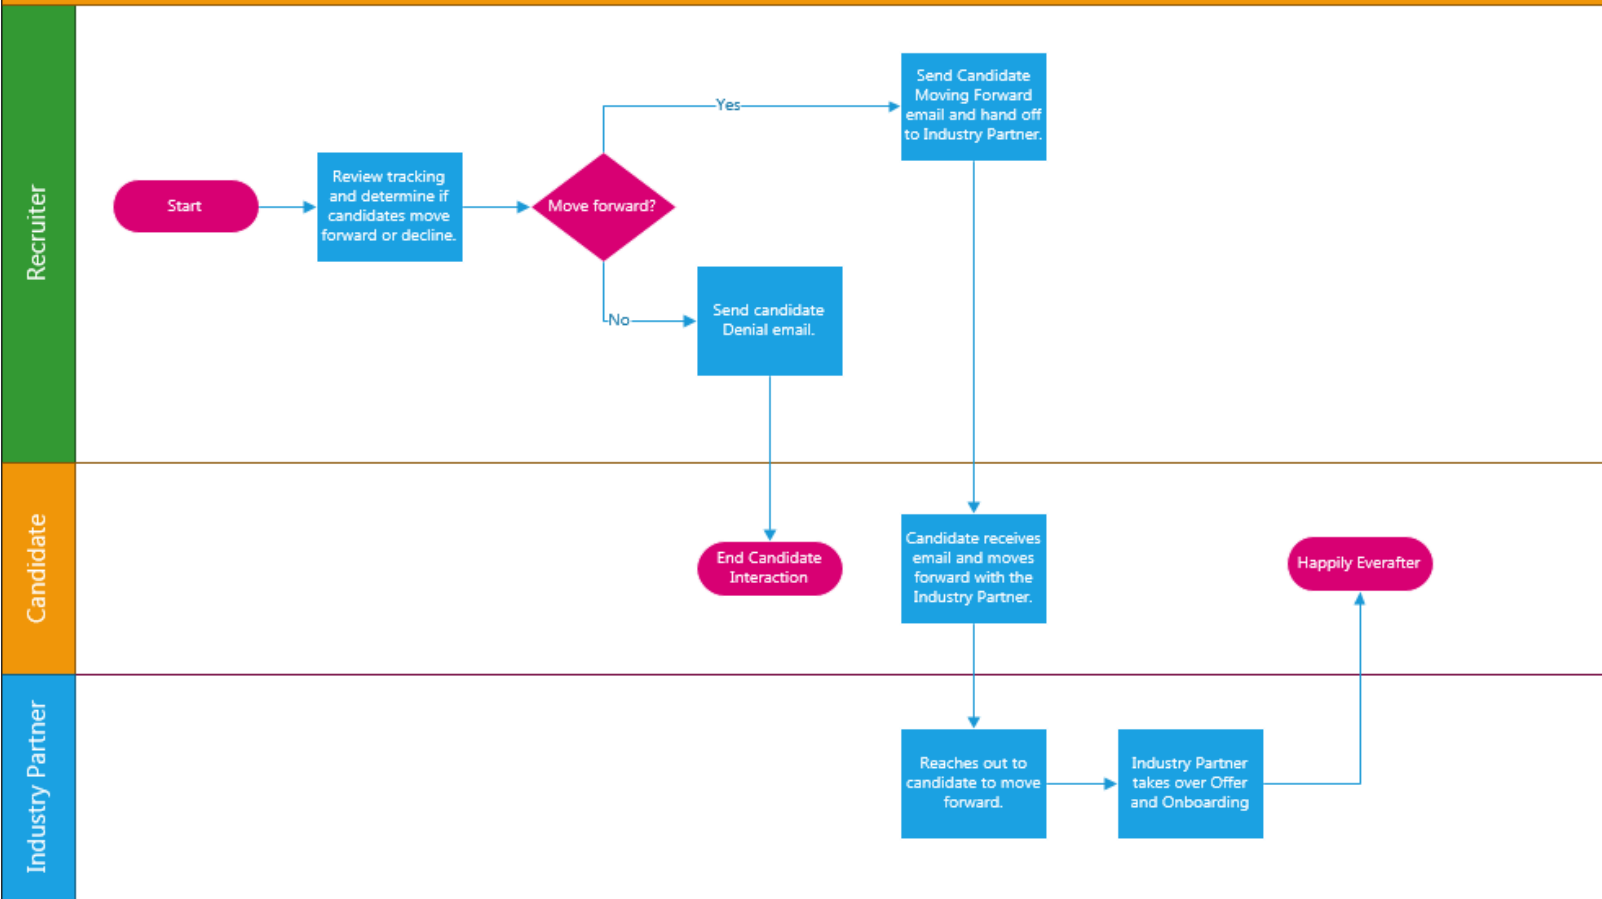 Recruiter
Start
Review tracking
and determine if
candidates move
forward or decline.
Move forward?
Yes
Send Candidate
Moving Forward
email and hand off
to Industry Partner.
No
Send candidate
Denial email.
Candidate
End Candidate
Interaction
Candidate receives
email and moves
forward with the
Industry Partner.
Happily Everafter
Industry Partner
Reaches out to
candidate to move
forward.
Industry Partner
takes over Offer
and Onboarding